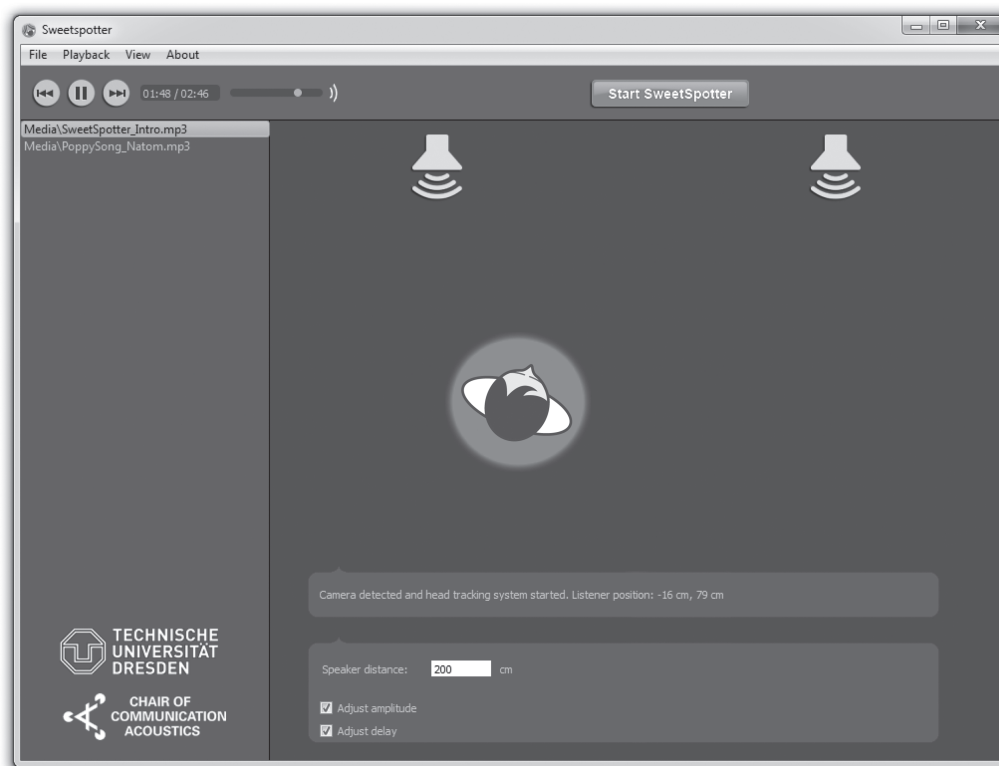 Sweetspotter
File Playback View About
01:48 / 02:46
Start SweetSpotter
Media\SweetSpotter_Intro.mp3
Media\PoppySong_Natom.mp3
Camera detected and head tracking system started. Listener position: -16 cm, 79 cm
Speaker distance: 200 cm
Adjust amplitude
Adjust delay
TECHNISCHE
UNIVERSITÄT
DRESDEN
CHAIR OF
COMMUNICATION
ACOUSTICS